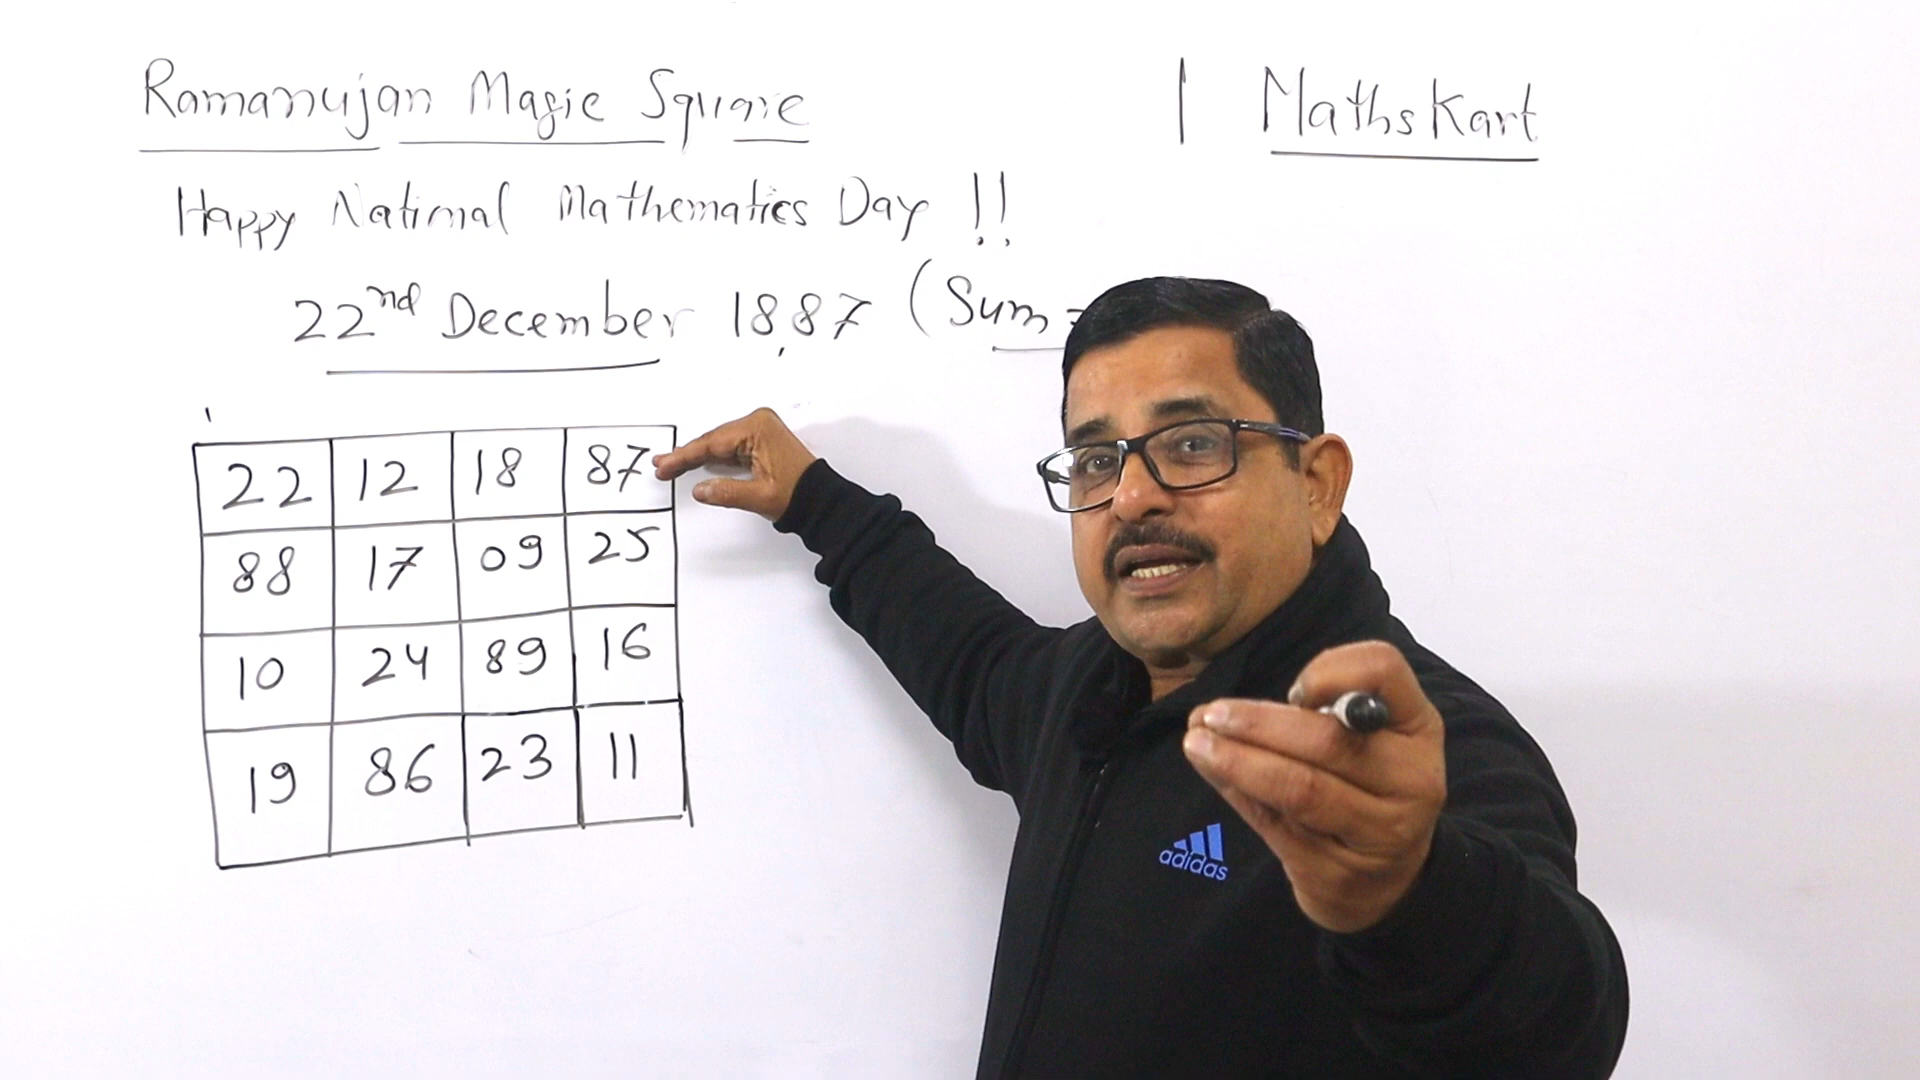 Ramanujan Magic Square | MathsKart
Happy National Mathematics Day !!
22nd December 1887 (Sum =
22 12 18 87
88 17 09 25
10 24 89 16
19 86 23 11
adidas